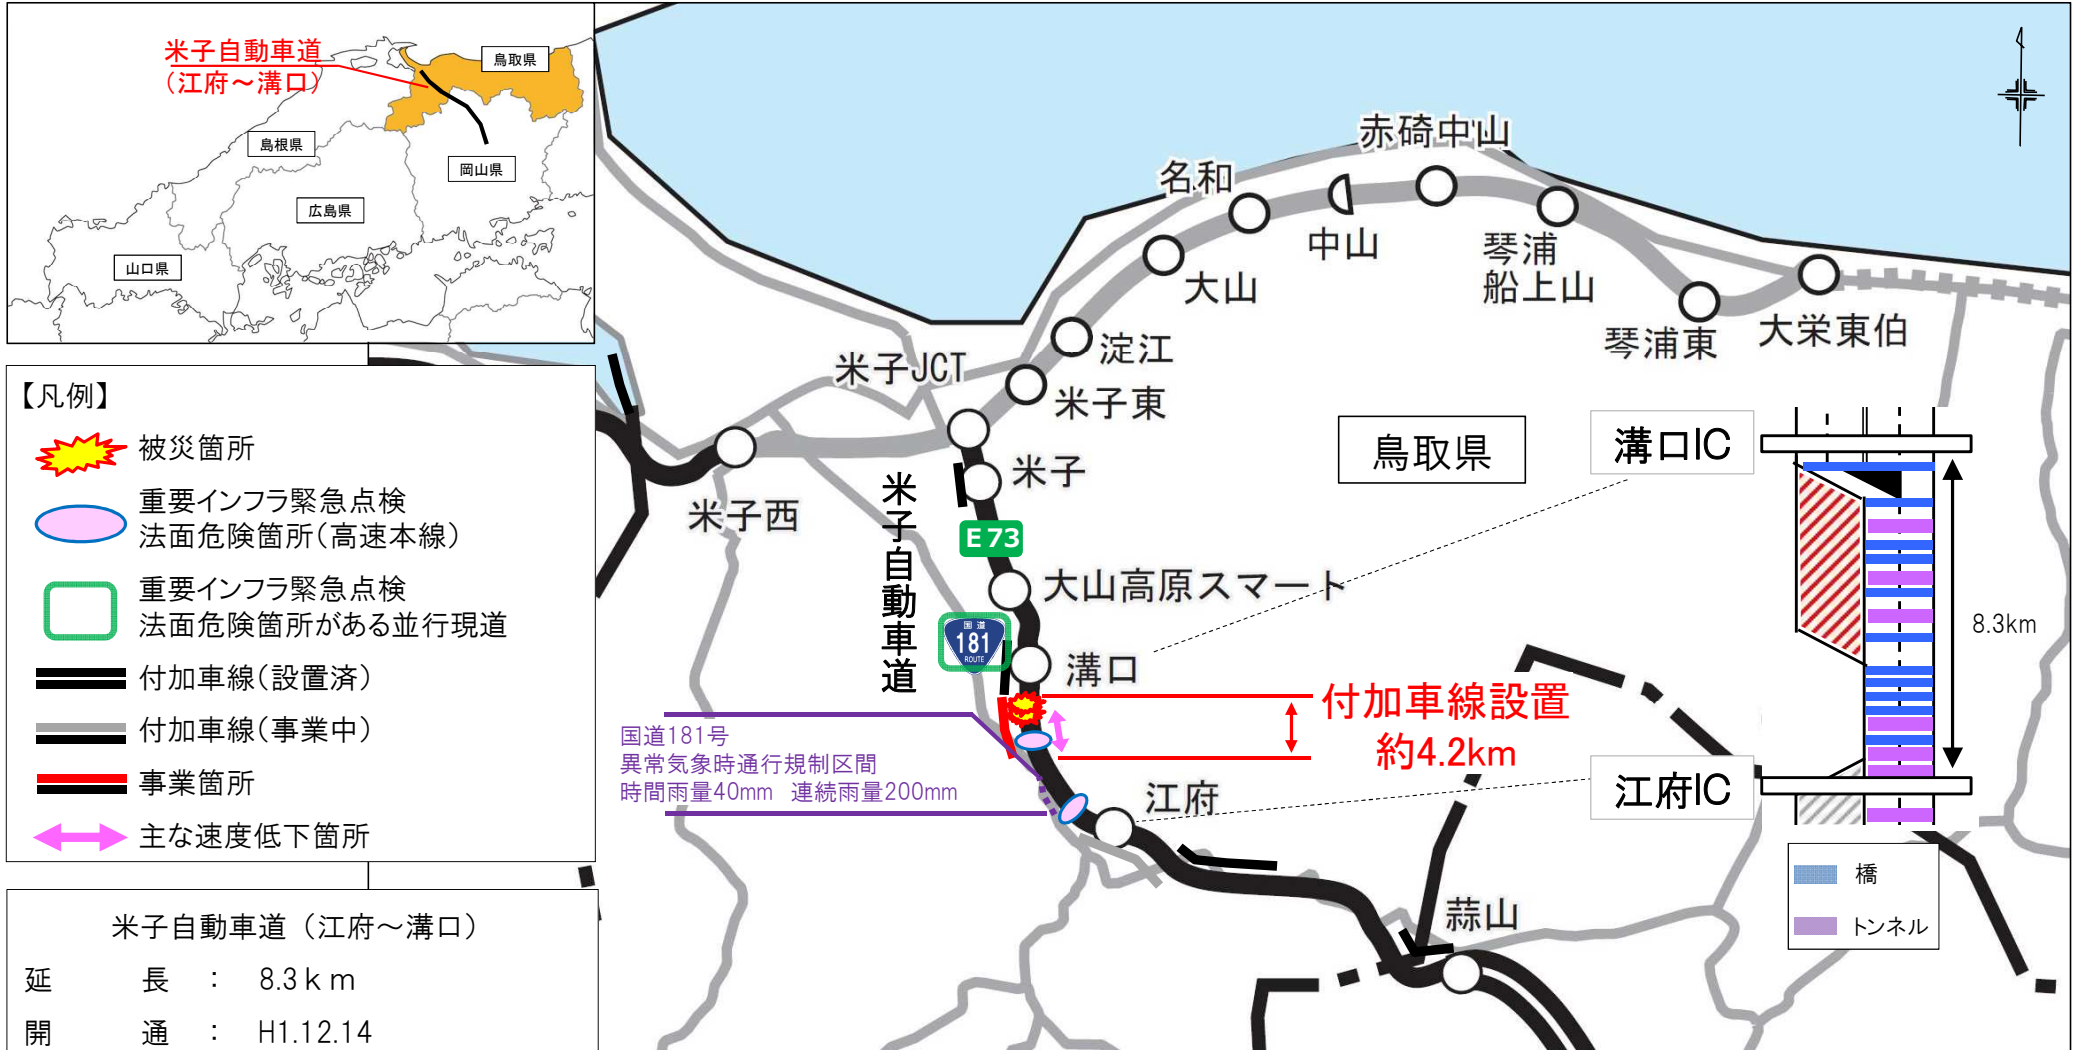 米子自動車道
(江府～溝口)
鳥取県
島根県
岡山県
広島県
山口県
【凡例】
被災箇所
重要インフラ緊急点検
法面危険箇所(高速本線)
重要インフラ緊急点検
法面危険箇所がある並行現道
付加車線(設置済)
付加車線(事業中)
事業箇所
主な速度低下箇所
米子自動車道（江府～溝口）
延長：8.3ｋｍ
開通：H1.12.14
赤碕中山
名和
中山
大山
琴浦
船上山
琴浦東
大栄東伯
淀江
米子JCT
米子東
米子
米子西
米子自動車道
E73
大山高原スマート
国道
181
ROUTE
溝口
国道181号
異常気象時通行規制区間
時間雨量40mm 連続雨量200mm
付加車線設置
約4.2km
江府
蒜山
鳥取県
溝口IC
8.3km
江府IC
橋
トンネル